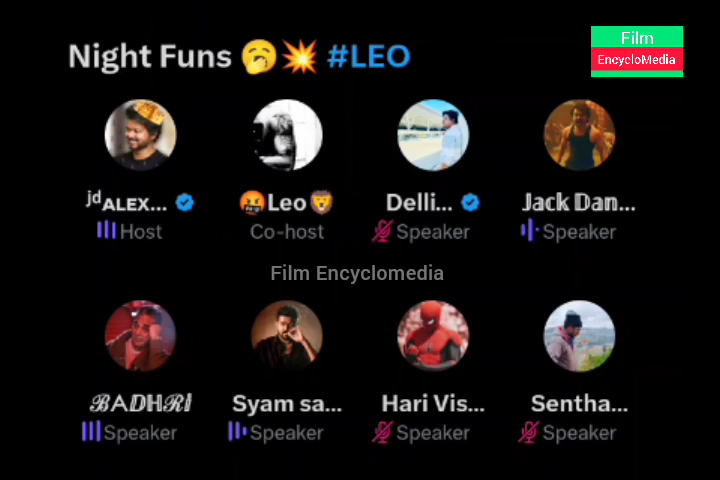 Night Funs 🥱💥 #LEO
Film
EncycloMedia
ʲᵈALEX... 🤬Leo🦁 Delli... 𝕁ack 𝔻an...
Host Co-host Speaker Speaker
Film Encyclomedia
ℬA𝔻ℍℛ𝕀 Syam sa... Hari Vis... Sentha...
Speaker Speaker Speaker Speaker